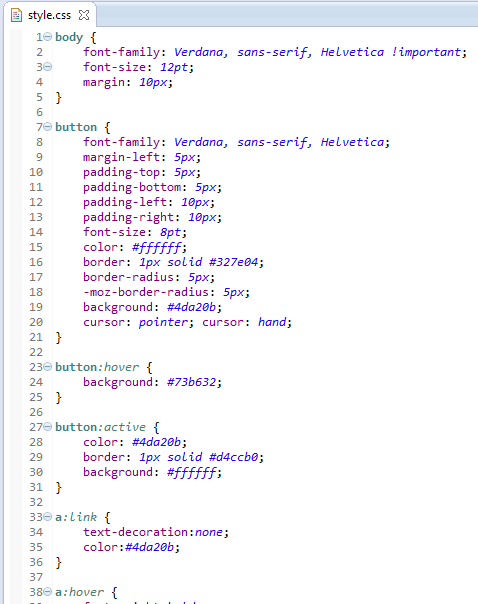 style.css
1 body {
2 font-family: Verdana, sans-serif, Helvetica !important;
3 font-size: 12pt;
4 margin: 10px;
5 }
6
7 button {
8 font-family: Verdana, sans-serif, Helvetica;
9 margin-left: 5px;
10 padding-top: 5px;
11 padding-bottom: 5px;
12 padding-left: 10px;
13 padding-right: 10px;
14 font-size: 8pt;
15 color: #ffffff;
16 border: 1px solid #327e04;
17 border-radius: 5px;
18 -moz-border-radius: 5px;
19 background: #4da20b;
20 cursor: pointer; cursor: hand;
21 }
22
23 button:hover {
24 background: #73b632;
25 }
26
27 button:active {
28 color: #4da20b;
29 border: 1px solid #d4ccb0;
30 background: #ffffff;
31 }
32
33 a:link {
34 text-decoration:none;
35 color:#4da20b;
36 }
37
38 a:hover {